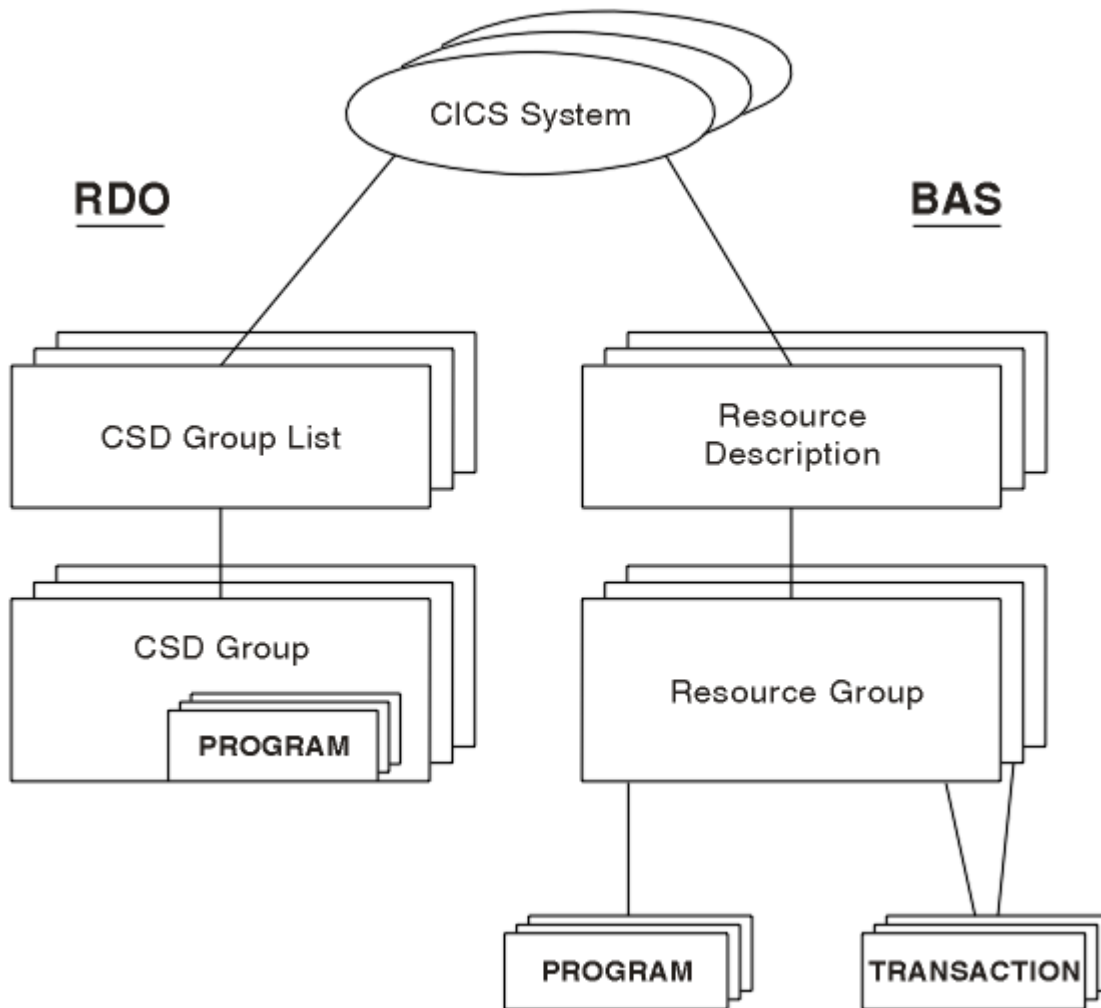 CICS System
RDO
BAS
CSD Group List
Resource
Description
CSD Group
PROGRAM
Resource Group
PROGRAM
TRANSACTION